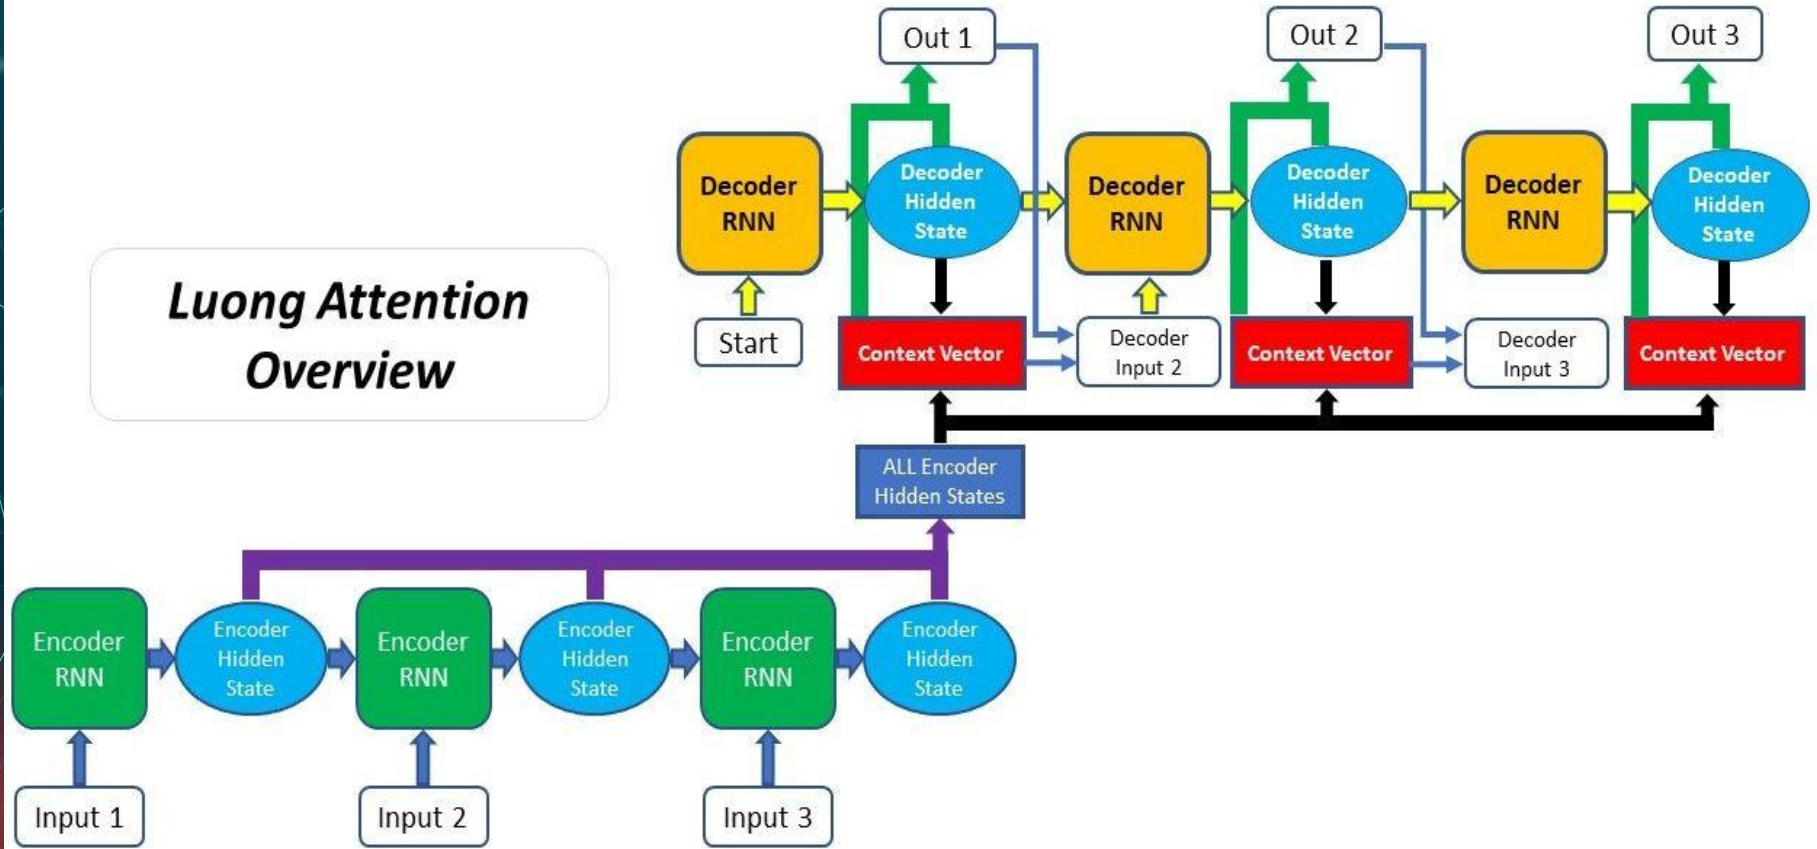 Out 1
Out 2
Out 3
Decoder
RNN
Decoder
Hidden
State
Decoder
RNN
Decoder
Hidden
State
Decoder
RNN
Decoder
Hidden
State
Luong Attention
Overview
Start
Context Vector
Decoder
Input 2
Context Vector
Decoder
Input 3
Context Vector
ALL Encoder
Hidden States
Encoder
RNN
Encoder
Hidden
State
Encoder
RNN
Encoder
Hidden
State
Encoder
RNN
Encoder
Hidden
State
Input 1
Input 2
Input 3